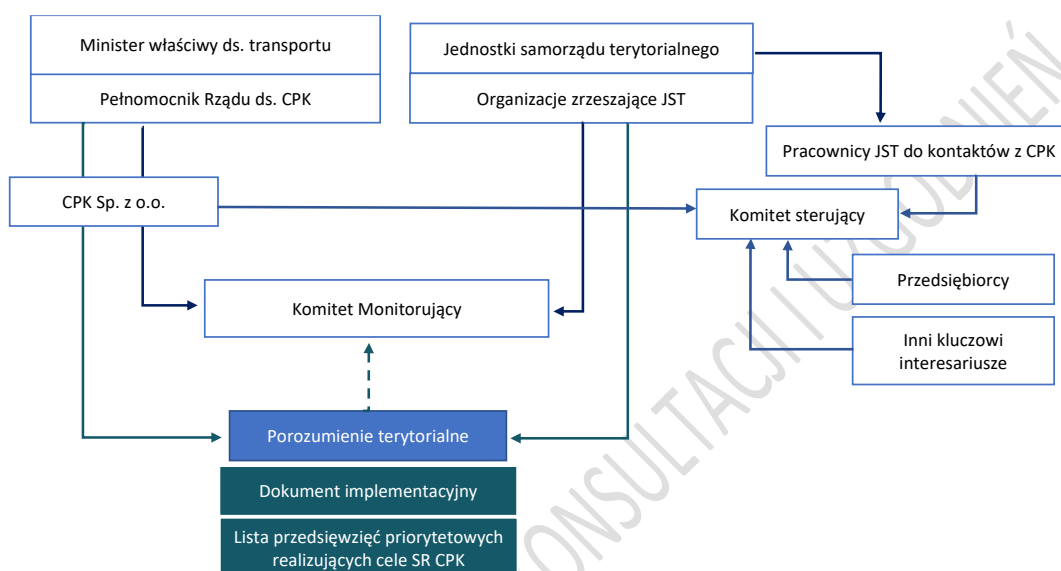 Minister właściwy ds. transportu
Pełnomocnik Rządu ds. CPK
Jednostki samorządu terytorialnego
Organizacje zrzeszające JST
Pracownicy JST do kontaktów z CPK
CPK Sp. z o.o.
Komitet sterujący
Przedsiębiorcy
Komitet Monitorujący
Inni kluczowi
interesariusze
Porozumienie terytorialne
Dokument implementacyjny
Lista przedsięwzięć priorytetowych
realizujących cele SR CPK
KONSULTACJI I UZGODNIEŃ